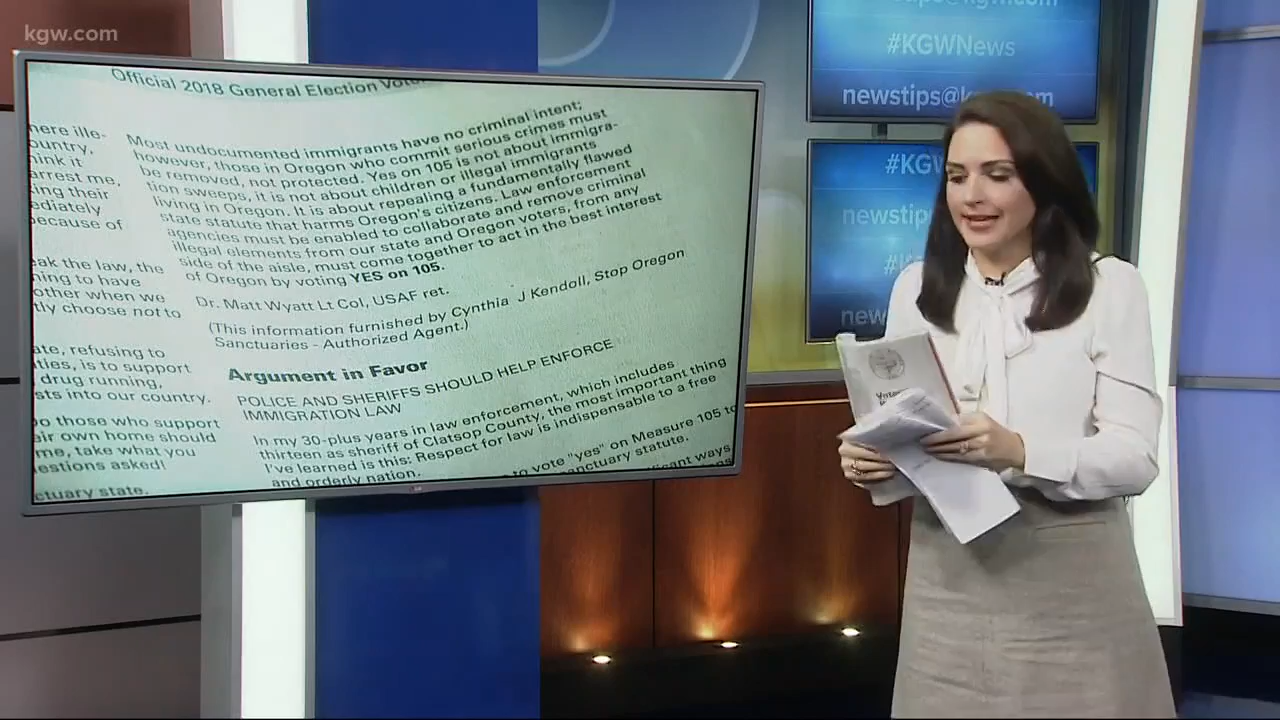 kgw.com
Official 2018 General Election
here ille-
ountry,
hink it
arrest me,
ing their
ediately
because of
eak the law, the
ning to have
other when we
tly choose not to
ate, refusing to
ties, is to support
drug running,
sts into our country.
do those who support
eir own home should
me, take what you
estions asked!
ctuary state.
Most undocumented immigrants have no criminal intent;
however, those in Oregon who commit serious crimes must
be removed, not protected. Yes on 105 is not about immigra-
tion sweeps, it is not about children or illegal immigrants
living in Oregon. It is about repealing a fundamentally flawed
state statute that harms Oregon's citizens. Law enforcement
agencies must be enabled to collaborate and remove criminal
illegal elements from our state and Oregon voters, from any
side of the aisle, must come together to act in the best interest
of Oregon by voting YES on 105.
Dr. Matt Wyatt Lt Col, USAF ret.
(This information furnished by Cynthia J Kendoll, Stop Oregon
Sanctuaries - Authorized Agent.)
Argument in Favor
POLICE AND SHERIFFS SHOULD HELP ENFORCE
IMMIGRATION LAW
In my 30-plus years in law enforcement, which includes
thirteen as sheriff of Clatsop County, the most important thing
I've learned is this: Respect for law is indispensable to a free
and orderly nation.
to vote "yes" on Measure 105 to
sanctuary statute.
ways
#KGWNews
newstips@kgw.com
#KGW
newstips